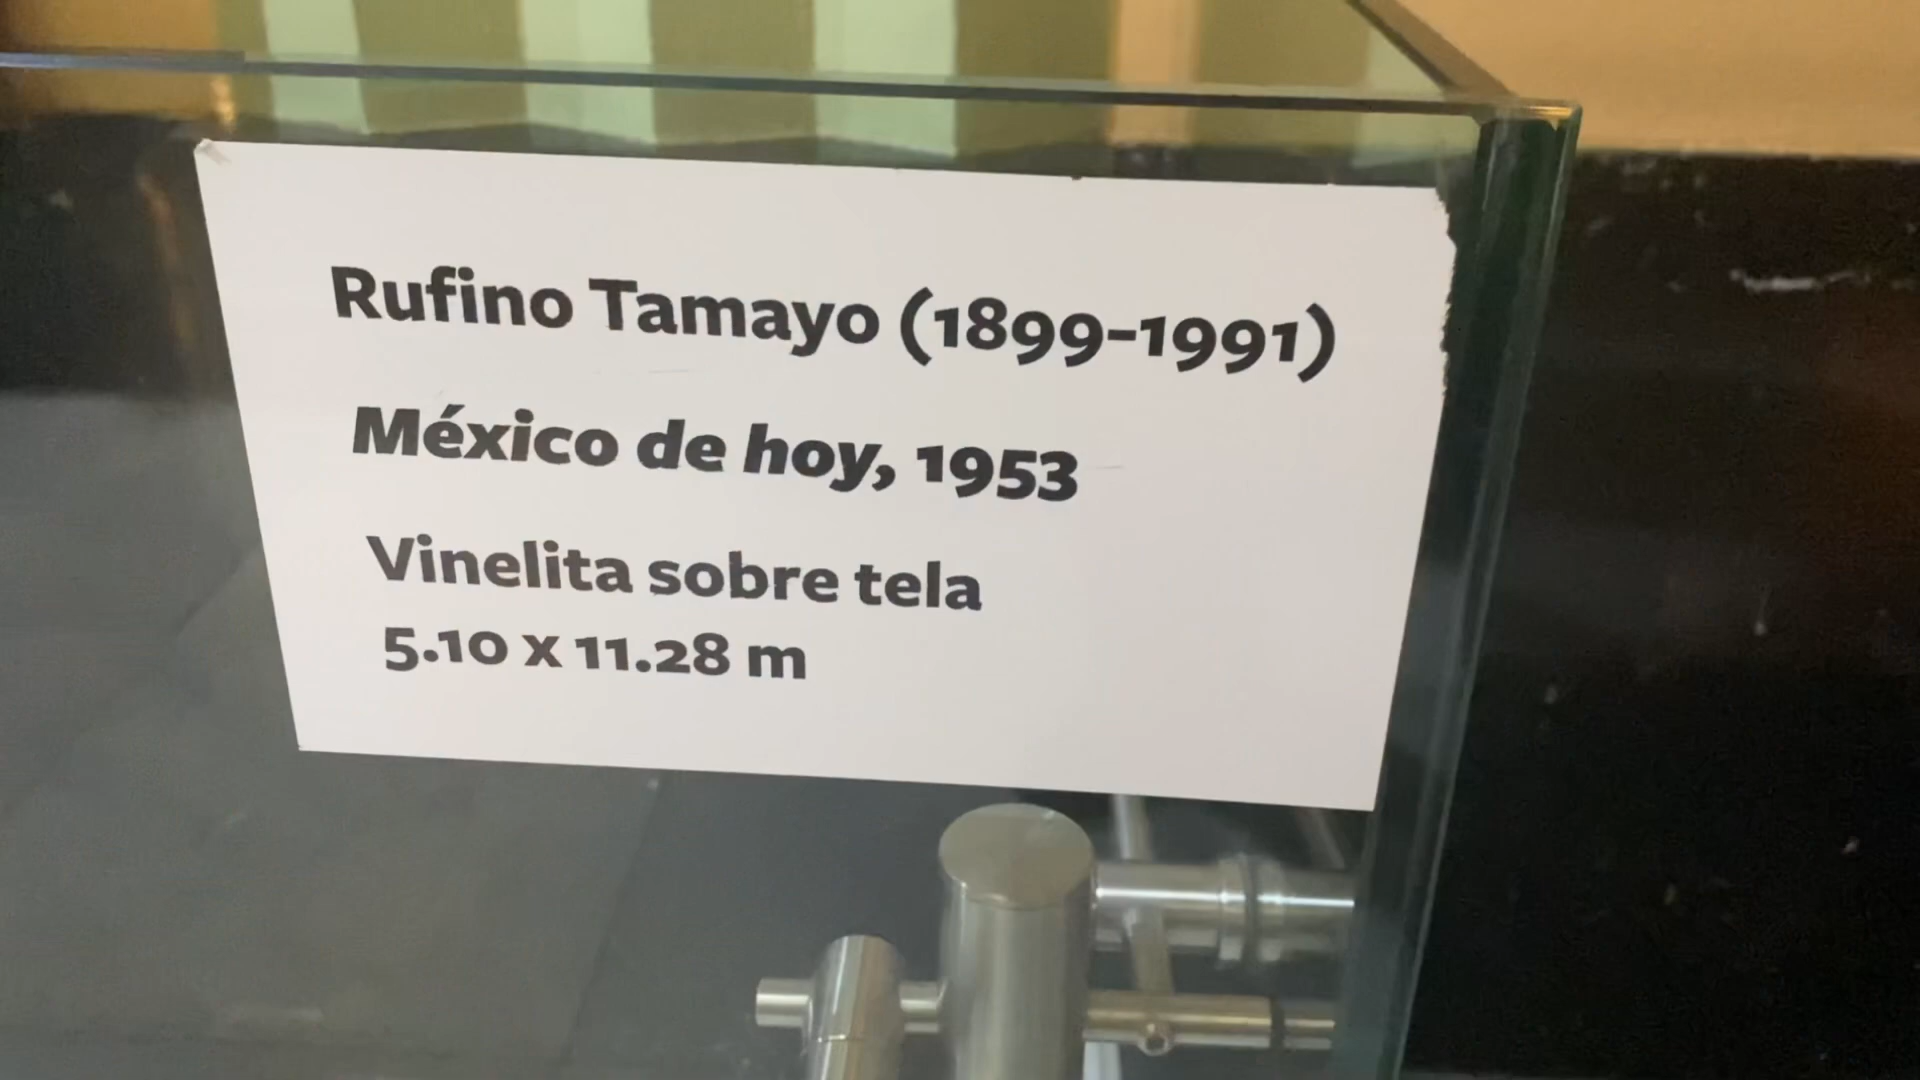 Rufino Tamayo (1899-1991)
México de hoy, 1953
Vinelita sobre tela
5.10 x 11.28 m